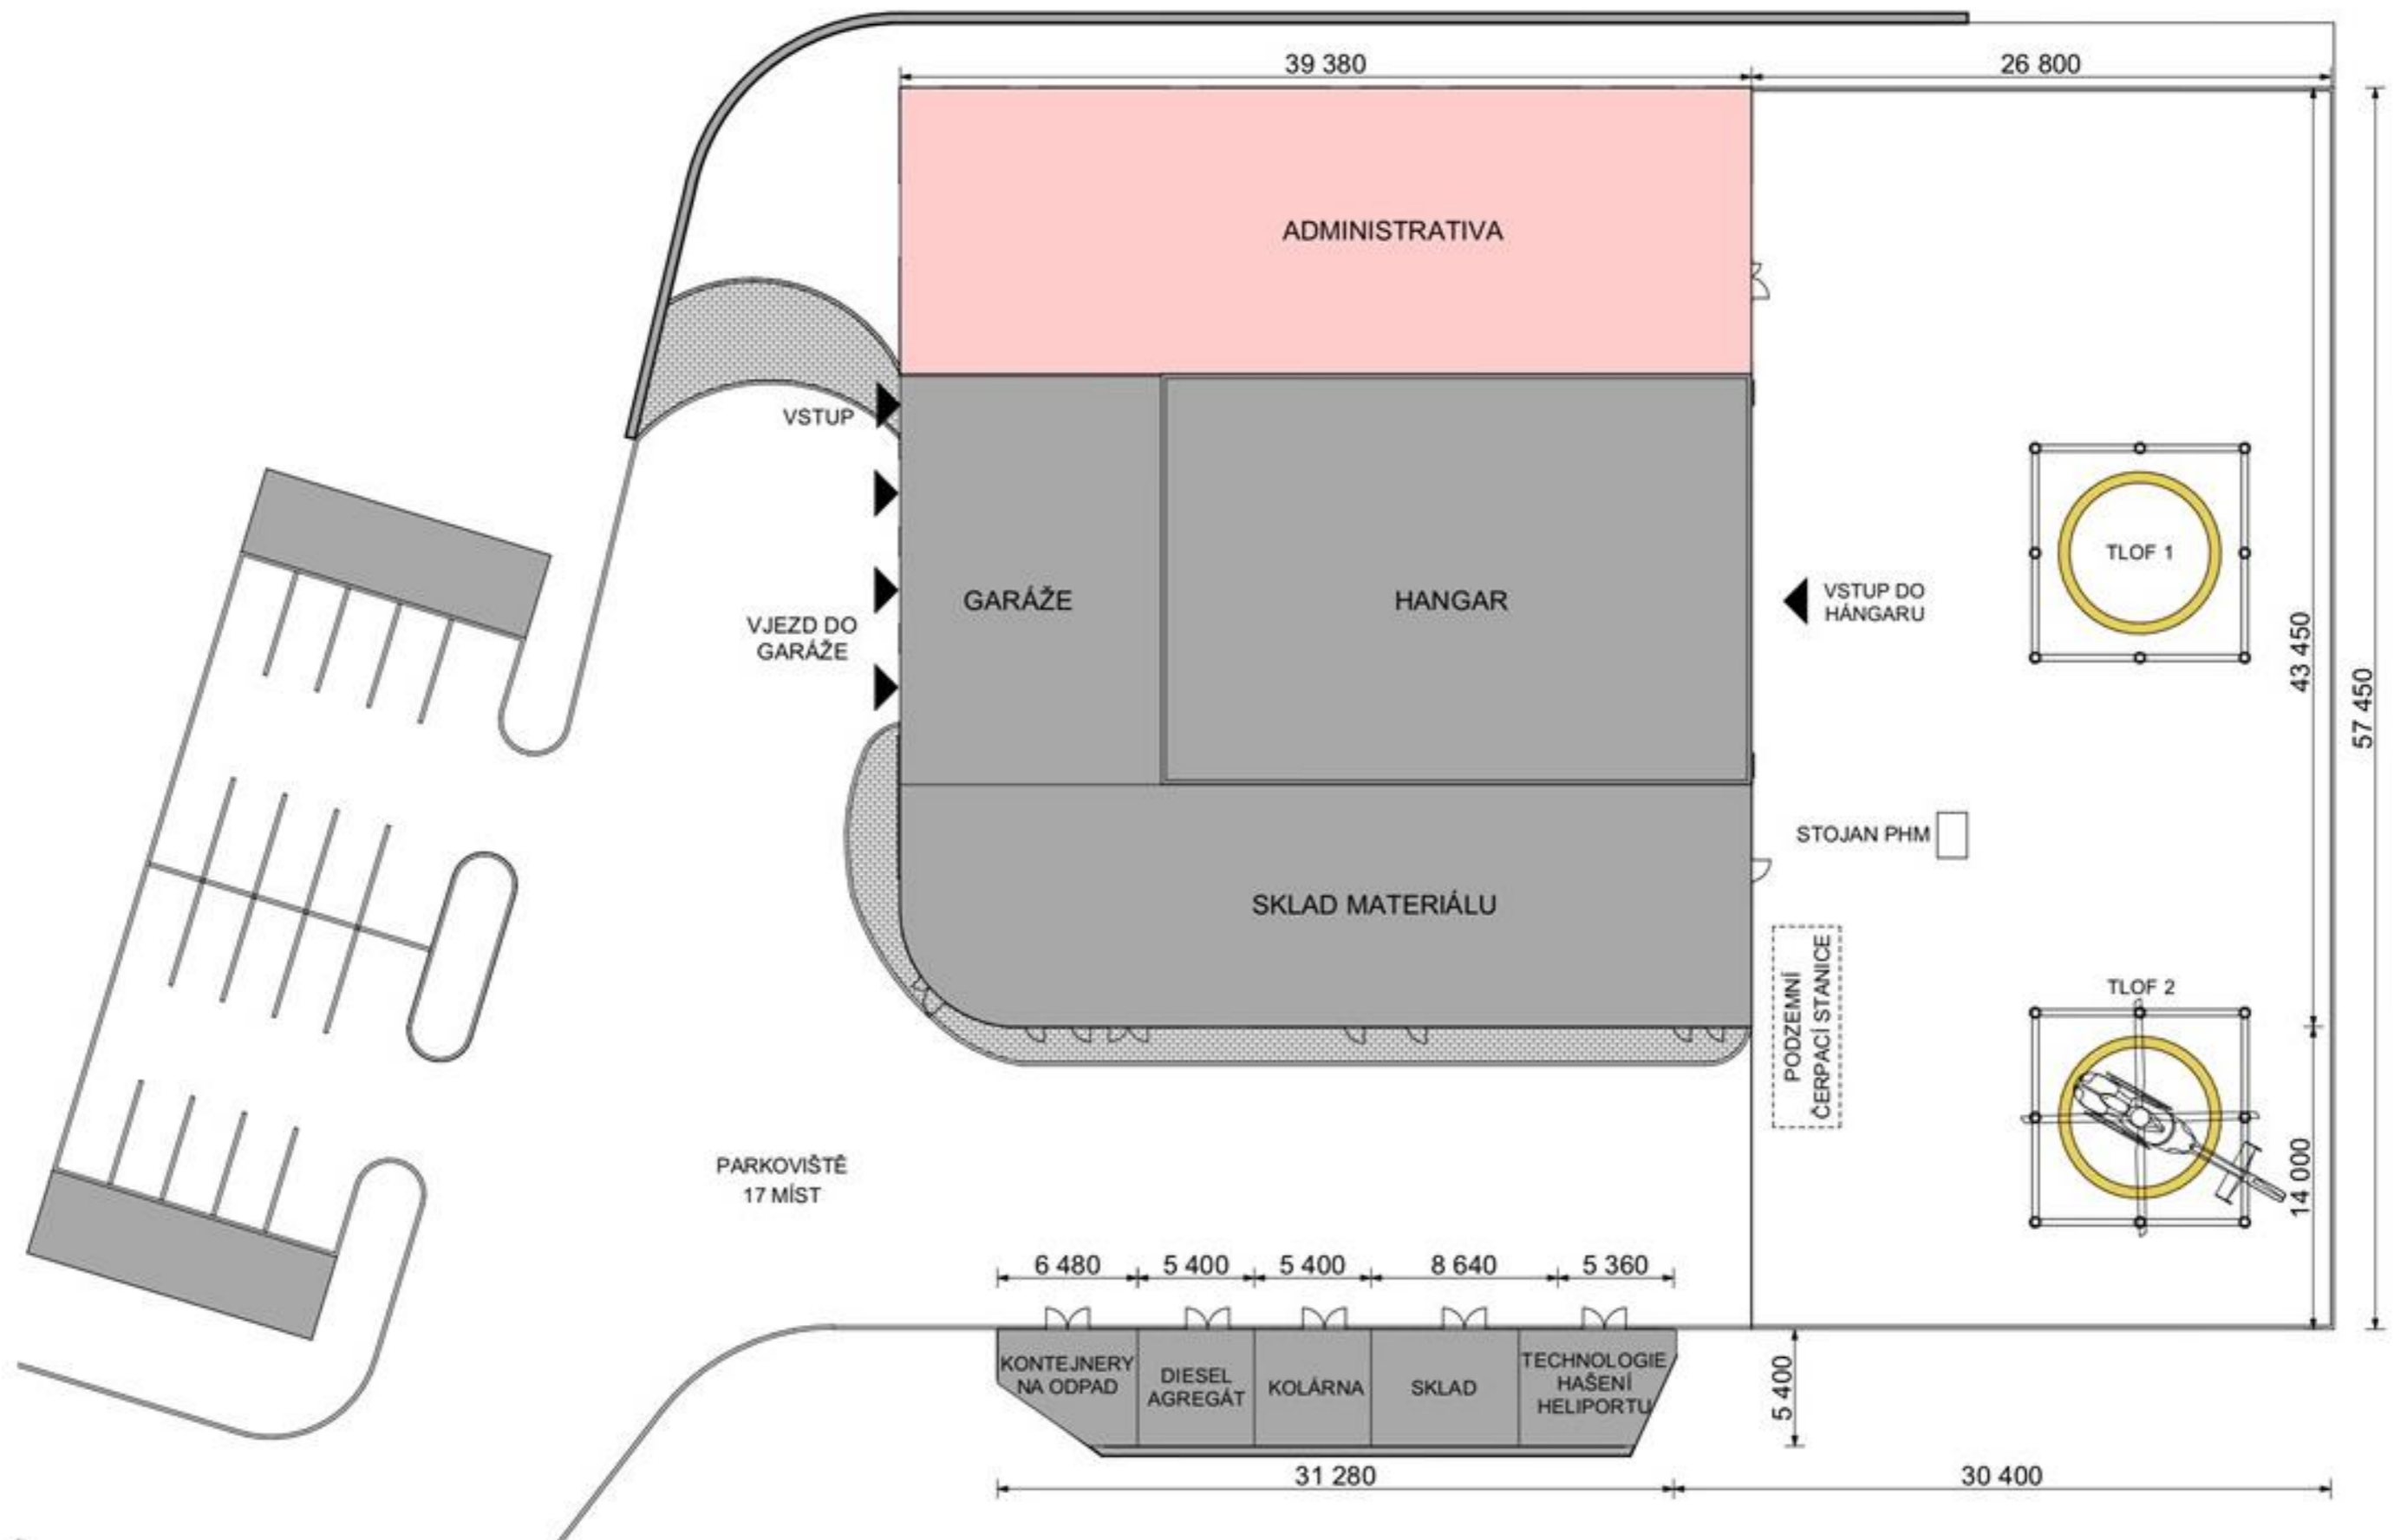 39 380
26 800
ADMINISTRATIVA
VSTUP
TLOF 1
GARÁŽE
HANGAR
VSTUP DO
HÁNGARU
VJEZD DO
GARÁŽE
43 450
57 450
STOJAN PHM
SKLAD MATERIÁLU
PODZEMNÍ
ČERPACÍ STANICE
TLOF 2
PARKOVIŠTĚ
17 MÍST
14 000
6 480
5 400
5 400
8 640
5 360
KONTEJNERY
NA ODPAD
DIESEL
AGREGÁT
KOLÁRNA
SKLAD
TECHNOLOGIE
HAŠENÍ
HELIPORTU
5 400
31 280
30 400